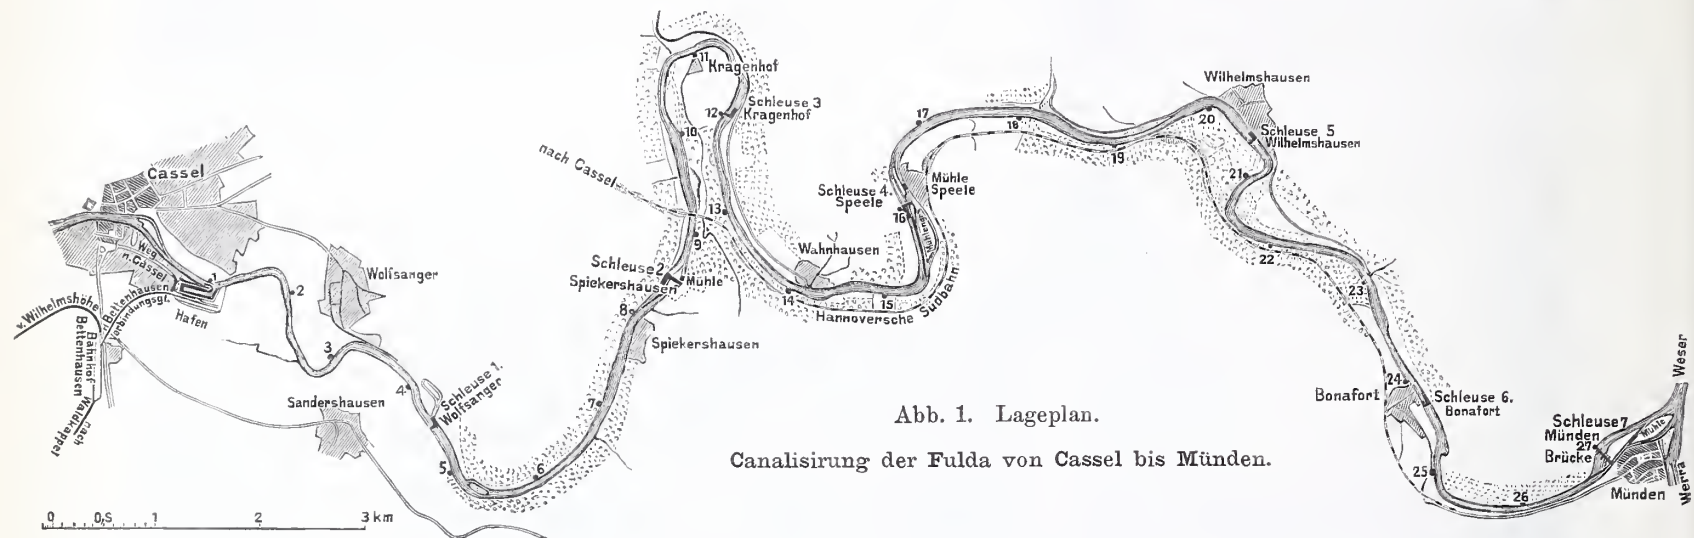 Cassel
Weg
n. Cassel
Bettenhausen
Verbindungsgl.
Hafen
v. Wilhelmshöhe
Bahnhof
Bettenhausen
nach
Waldkappel
1
2
Wolfsanger
3
4
Schleuse 1.
Wolfsanger
Sandershausen
5
6
7
8
Spiekershausen
Schleuse 2
Spiekershausen
Mühle
9
nach Cassel
10
11
Kragenhof
12
Schleuse 3
Kragenhof
13
Wahnhausen
14
15
Hannoversche Südbahn
Schleuse 4.
Speele
16
Mühle
Speele
17
18
19
Wilhelmshausen
20
Schleuse 5
Wilhelmshausen
21
22
23
Bonafort
24
Schleuse 6.
Bonafort
25
26
Schleuse 7
Münden
27
Brücke
Mühle
Münden
Weser
Werra
0 0,5 1 2 3 km
Abb. 1. Lageplan.
Canalisirung der Fulda von Cassel bis Münden.